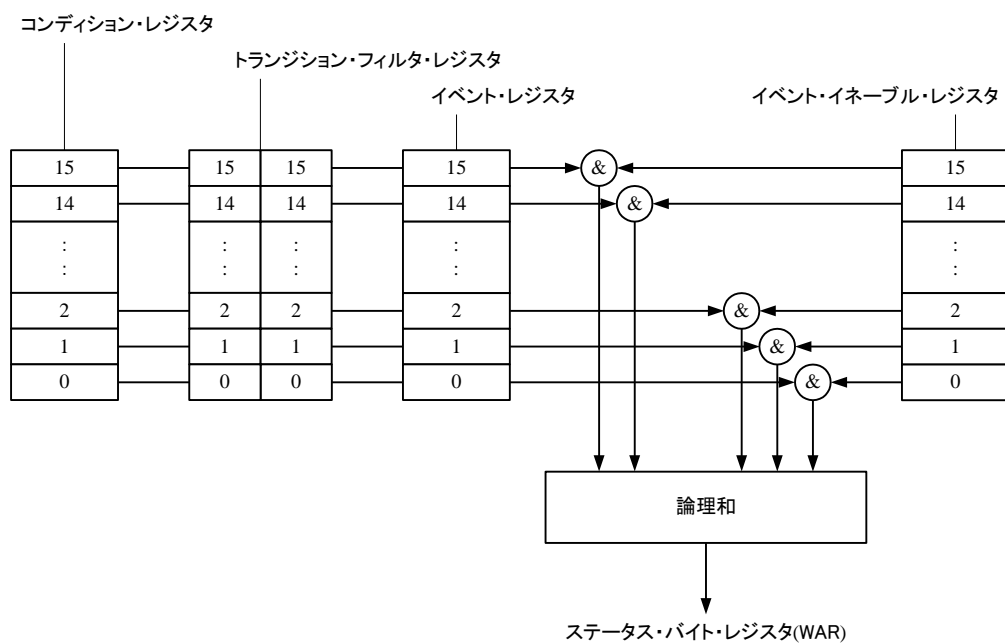 コンディション・レジスタ
トランジション・フィルタ・レジスタ
イベント・レジスタ
イベント・イネーブル・レジスタ
15 15 15 15 & 15
14 14 14 14 & 14
: : : : :
: : : : :
2 2 2 2 & 2
1 1 1 1 & 1
0 0 0 0 & 0
論理和
ステータス・バイト・レジスタ(WAR)